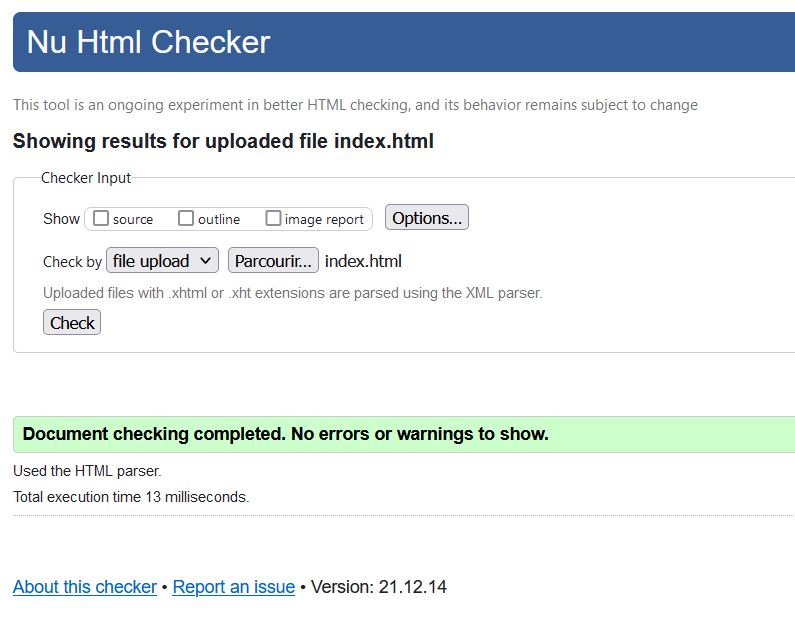 Nu Html Checker
This tool is an ongoing experiment in better HTML checking, and its behavior remains subject to change
Showing results for uploaded file index.html
Checker Input
Show source outline image report Options...
Check by file upload Parcourir... index.html
Uploaded files with .xhtml or .xht extensions are parsed using the XML parser.
Check
Document checking completed. No errors or warnings to show.
Used the HTML parser.
Total execution time 13 milliseconds.
About this checker • Report an issue • Version: 21.12.14